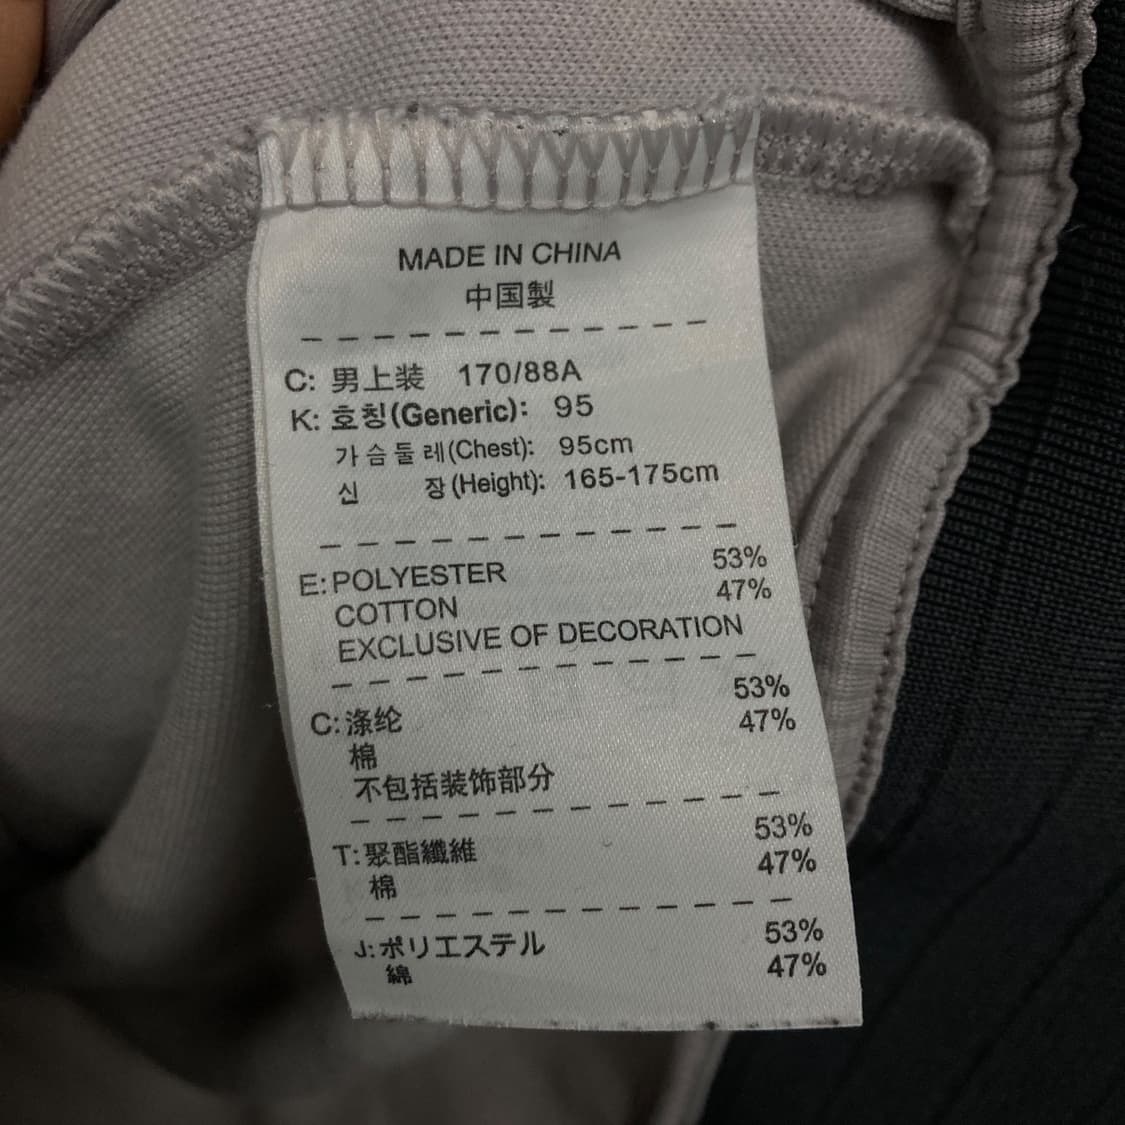 MADE IN CHINA
中国製
C: 男上装 170/88A
K: 호칭(Generic): 95
가슴둘레(Chest): 95cm
신 장(Height): 165-175cm
E: POLYESTER 53%
COTTON 47%
EXCLUSIVE OF DECORATION
C: 涤纶 53%
棉 47%
不包括装饰部分
T: 聚酯纖維 53%
棉 47%
J: ポリエステル 53%
綿 47%